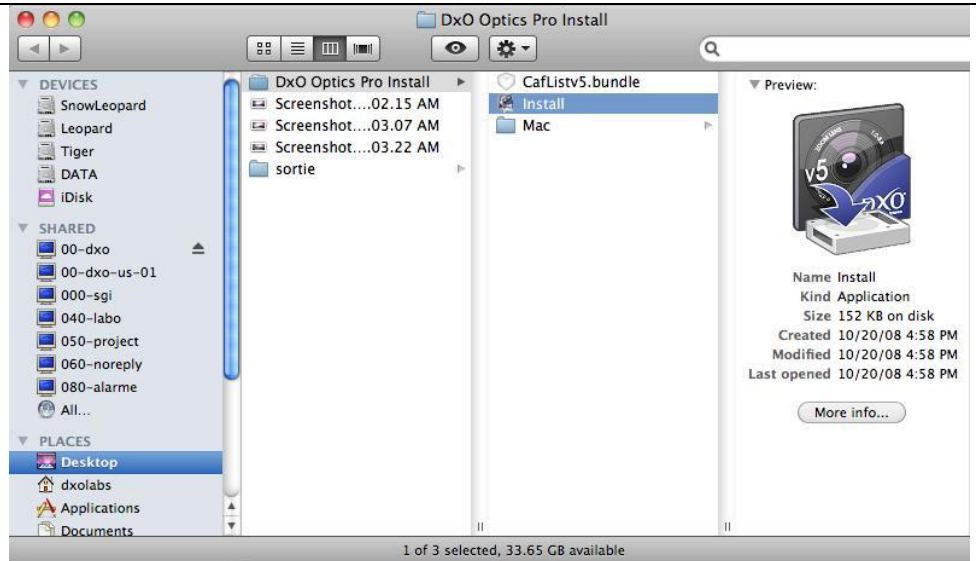 DxO Optics Pro Install
DEVICES
SnowLeopard
Leopard
Tiger
DATA
iDisk
SHARED
00-dxo
00-dxo-us-01
000-sgi
040-labo
050-project
060-noreply
080-alarme
All...
PLACES
Desktop
dxolabs
Applications
Documents
DxO Optics Pro Install
Screenshot....02.15 AM
Screenshot....03.07 AM
Screenshot....03.22 AM
sortie
CafListv5.bundle
Install
Mac
Preview:
ZOOM LENS
v5
DXO
Name Install
Kind Application
Size 152 KB on disk
Created 10/20/08 4:58 PM
Modified 10/20/08 4:58 PM
Last opened 10/20/08 4:58 PM
More info...
1 of 3 selected, 33.65 GB available